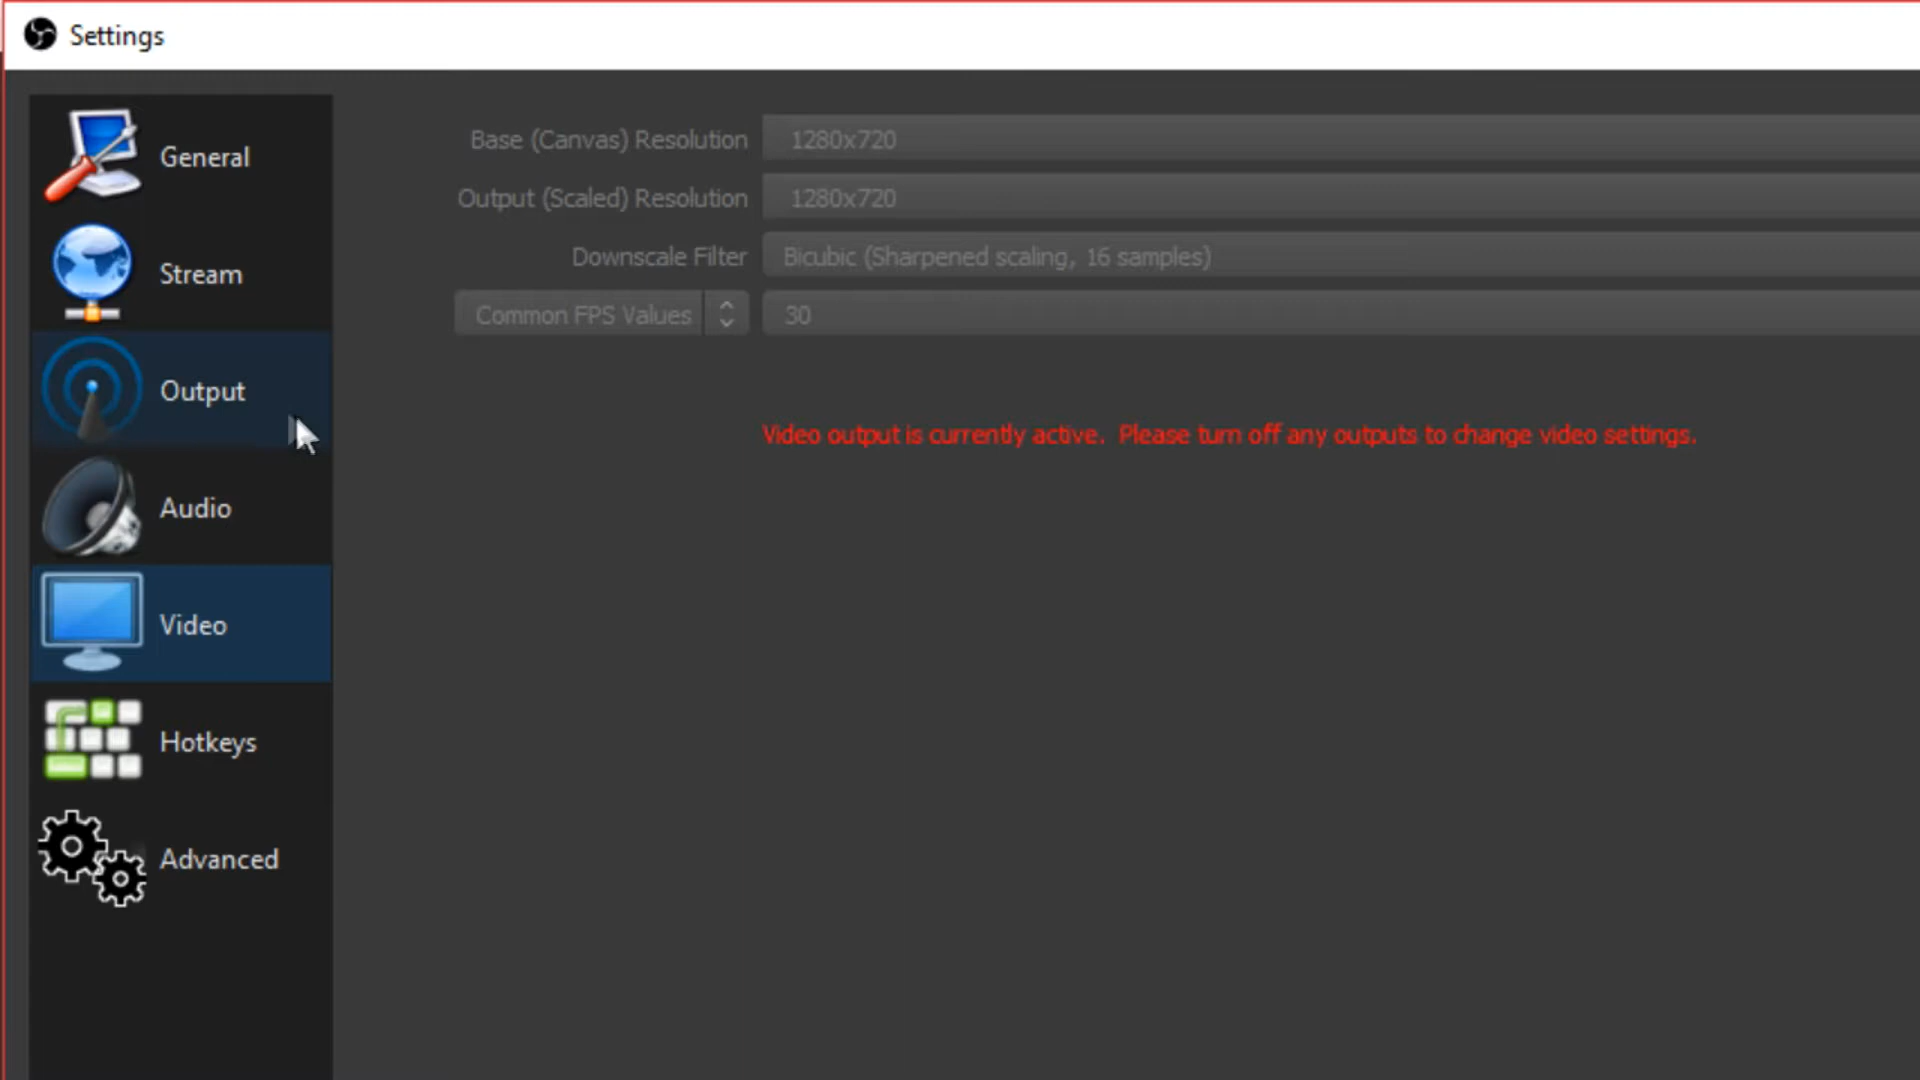 Settings
General
Stream
Output
Audio
Video
Hotkeys
Advanced
Base (Canvas) Resolution 1280x720
Output (Scaled) Resolution 1280x720
Downscale Filter Bicubic (Sharpened scaling, 16 samples)
Common FPS Values 30
Video output is currently active. Please turn off any outputs to change video settings.